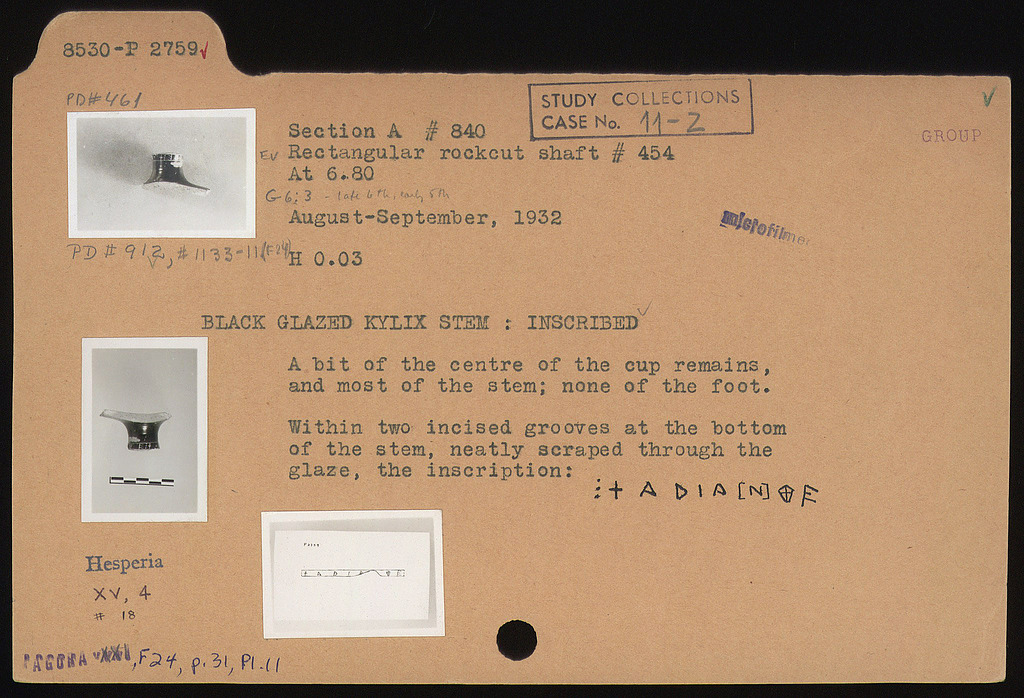 8530-P 2759✓
PD#461
STUDY COLLECTIONS
CASE No. 11-2
GROUP
Section A # 840
EV Rectangular rockcut shaft # 454
At 6.80
G 6:3 - late 6th, early 5th
August-September, 1932
microfilmed
PD # 912, # 1133-11 (F24)
H 0.03
BLACK GLAZED KYLIX STEM : INSCRIBED
A bit of the centre of the cup remains,
and most of the stem; none of the foot.
Within two incised grooves at the bottom
of the stem, neatly scraped through the
glaze, the inscription:
⋮+ A D I A [N] ⊕ E
Hesperia
XV, 4
# 18
AGORA XXI, F24, p.31, Pl.11